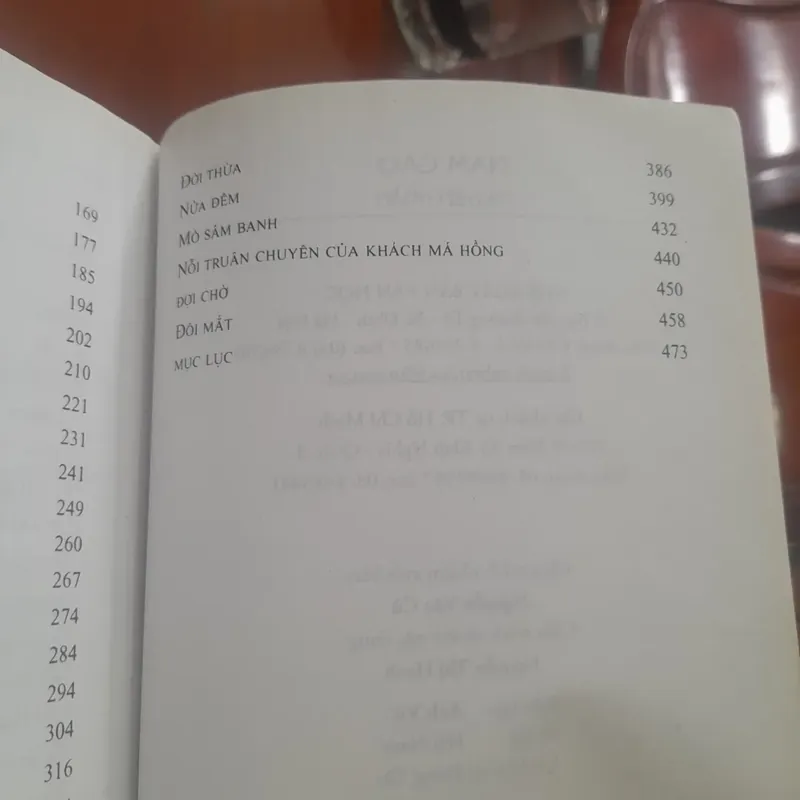 169
177
185
194
202
210
221
231
241
249
260
267
274
284
294
304
316
ĐỜI THỪA 386
NỬA ĐÊM 399
MÒ SÂM BANH 432
NỖI TRUÂN CHUYÊN CỦA KHÁCH MÁ HỒNG 440
ĐỢI CHỜ 450
ĐÔI MẮT 458
MỤC LỤC 473